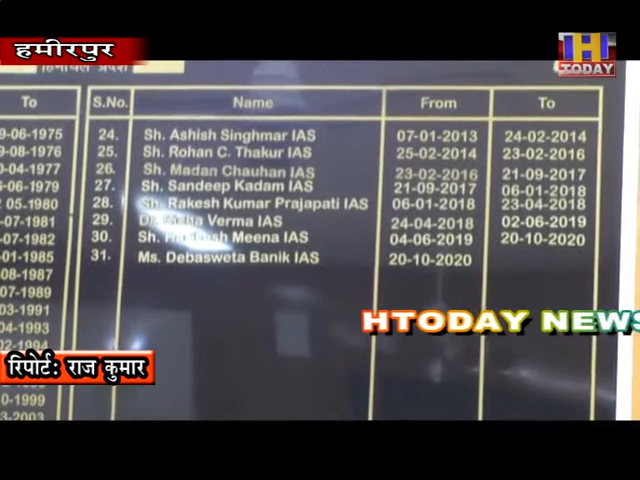 हमीरपुर
H
TODAY
हिमाचल प्रदेश
To S.No. Name From To
9-06-1975 24. Sh. Ashish Singhmar IAS 07-01-2013 24-02-2014
9-08-1976 25. Sh. Rohan C. Thakur IAS 25-02-2014 23-02-2016
0-04-1977 26. Sh. Madan Chauhan IAS 23-02-2016 21-09-2017
6-06-1979 27. Sh. Sandeep Kadam IAS 21-09-2017 06-01-2018
2 05-1980 28. Sh. Rakesh Kumar Prajapati IAS 06-01-2018 23-04-2018
-07-1981 29. Verma IAS 24-04-2018 02-06-2019
-07-1982 30. Sh. Meena IAS 04-06-2019 20-10-2020
-01-1985 31. Ms. Debasweta Banik IAS 20-10-2020
-08-1987
-07-1989
03-1991
04-1993
02-1994
HTODAY NEWS
रिपोर्ट: राज कुमार
0-1999
3-2003